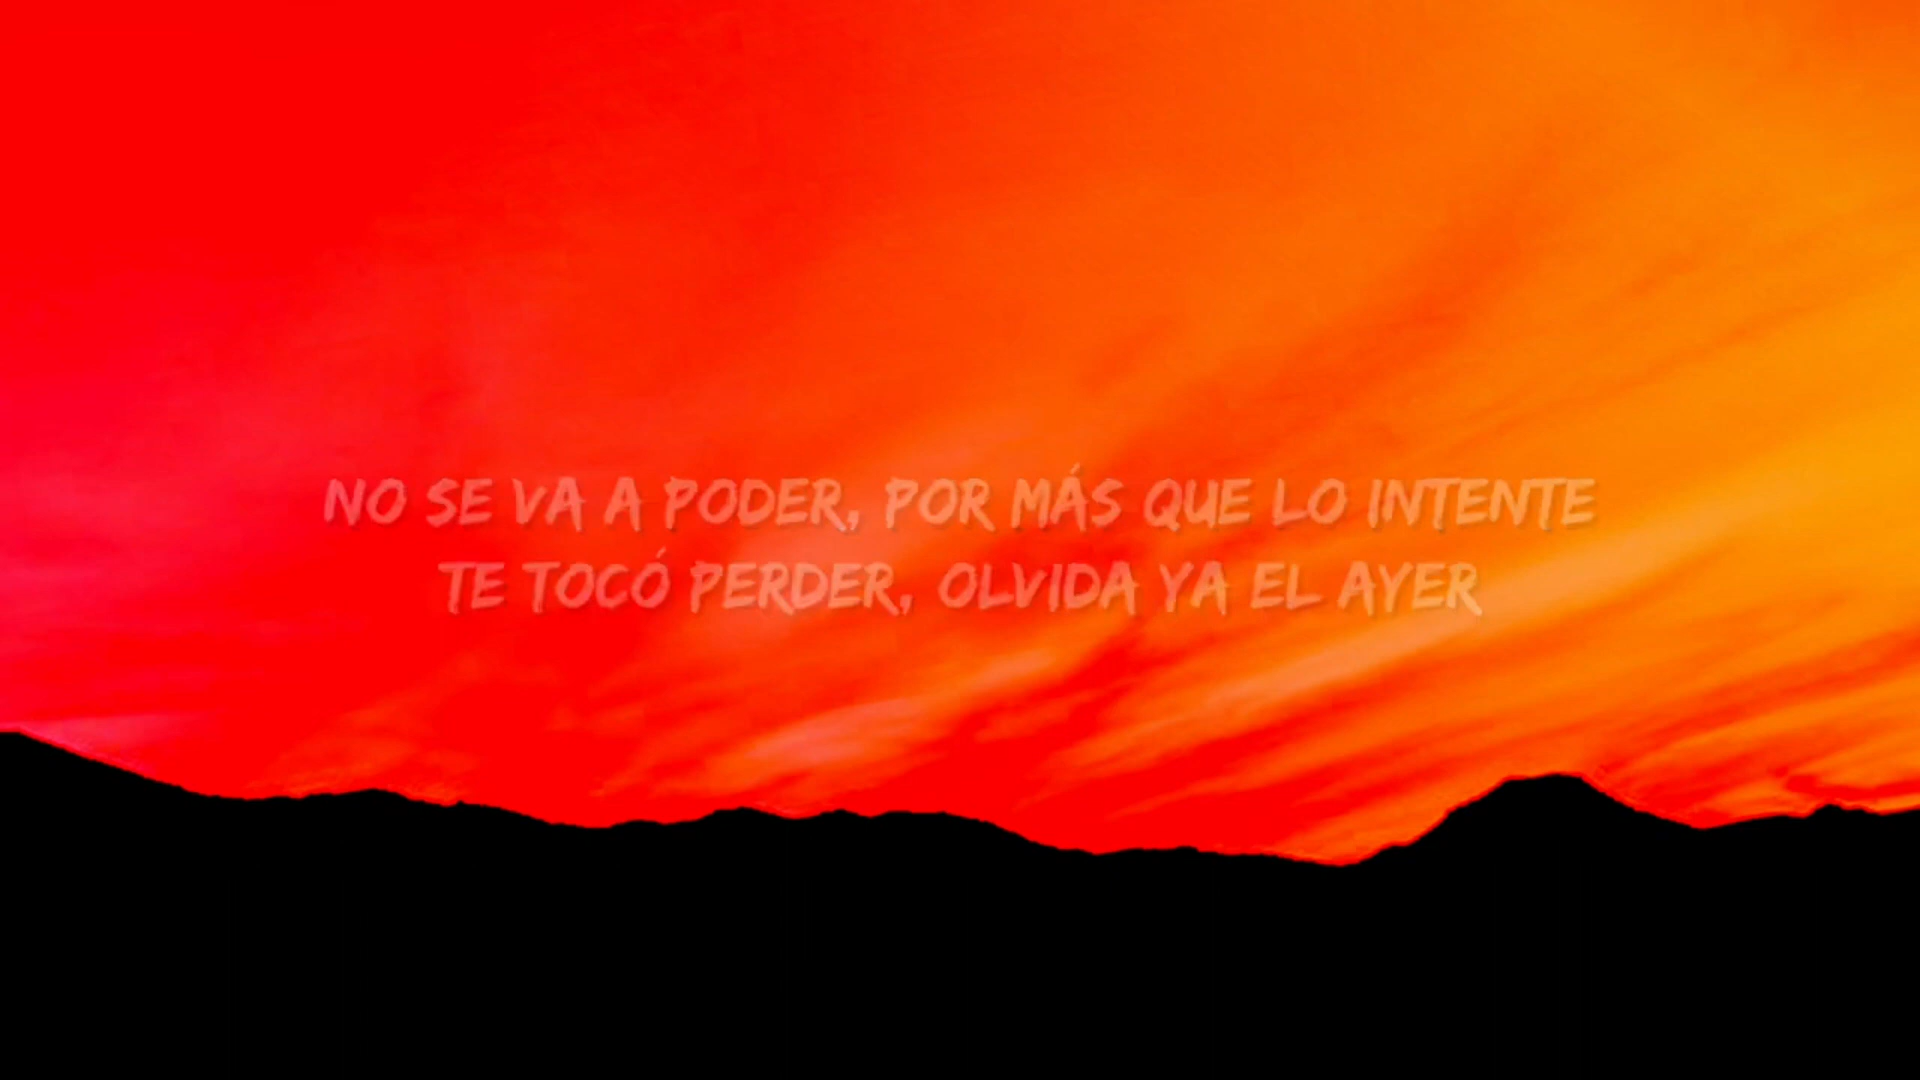 NO SE VA A PODER, POR MÁS QUE LO INTENTE
TE TOCÓ PERDER, OLVIDA YA EL AYER